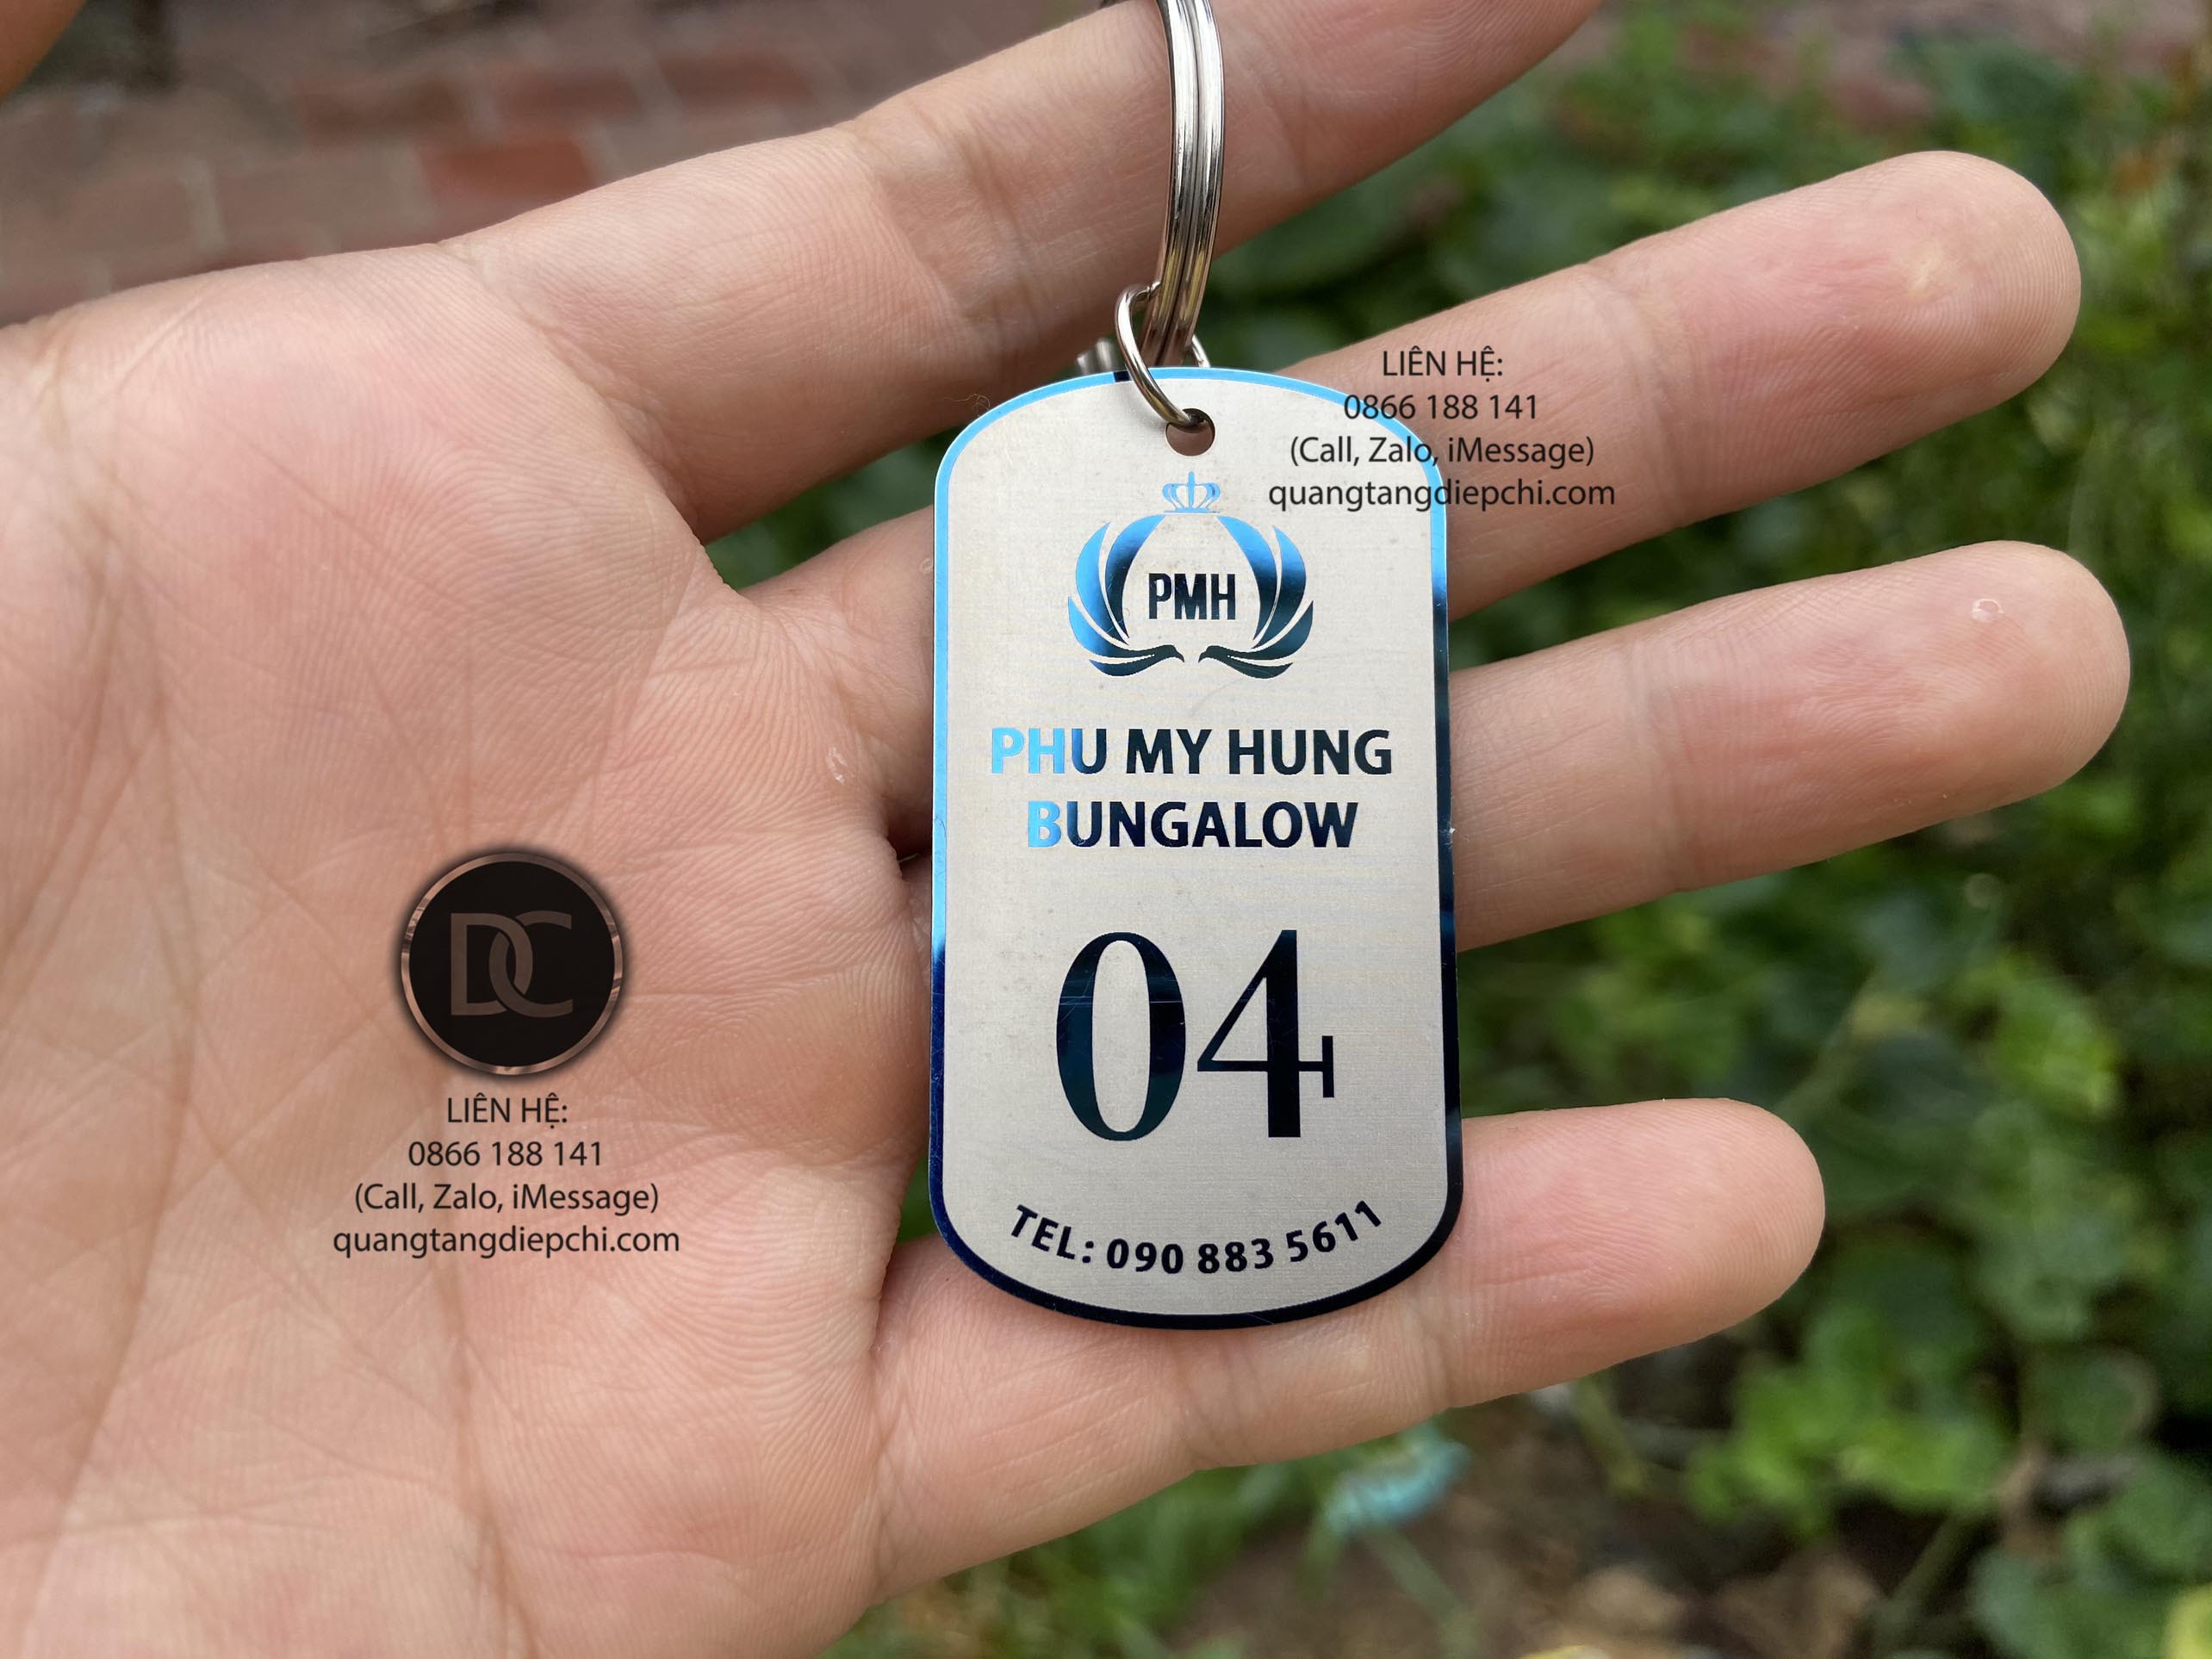 LIÊN HỆ:
0866 188 141
(Call, Zalo, iMessage)
quangtangdiepchi.com
PMH
PHU MY HUNG
BUNGALOW
04
TEL: 090 883 5611
DC
LIÊN HỆ:
0866 188 141
(Call, Zalo, iMessage)
quangtangdiepchi.com